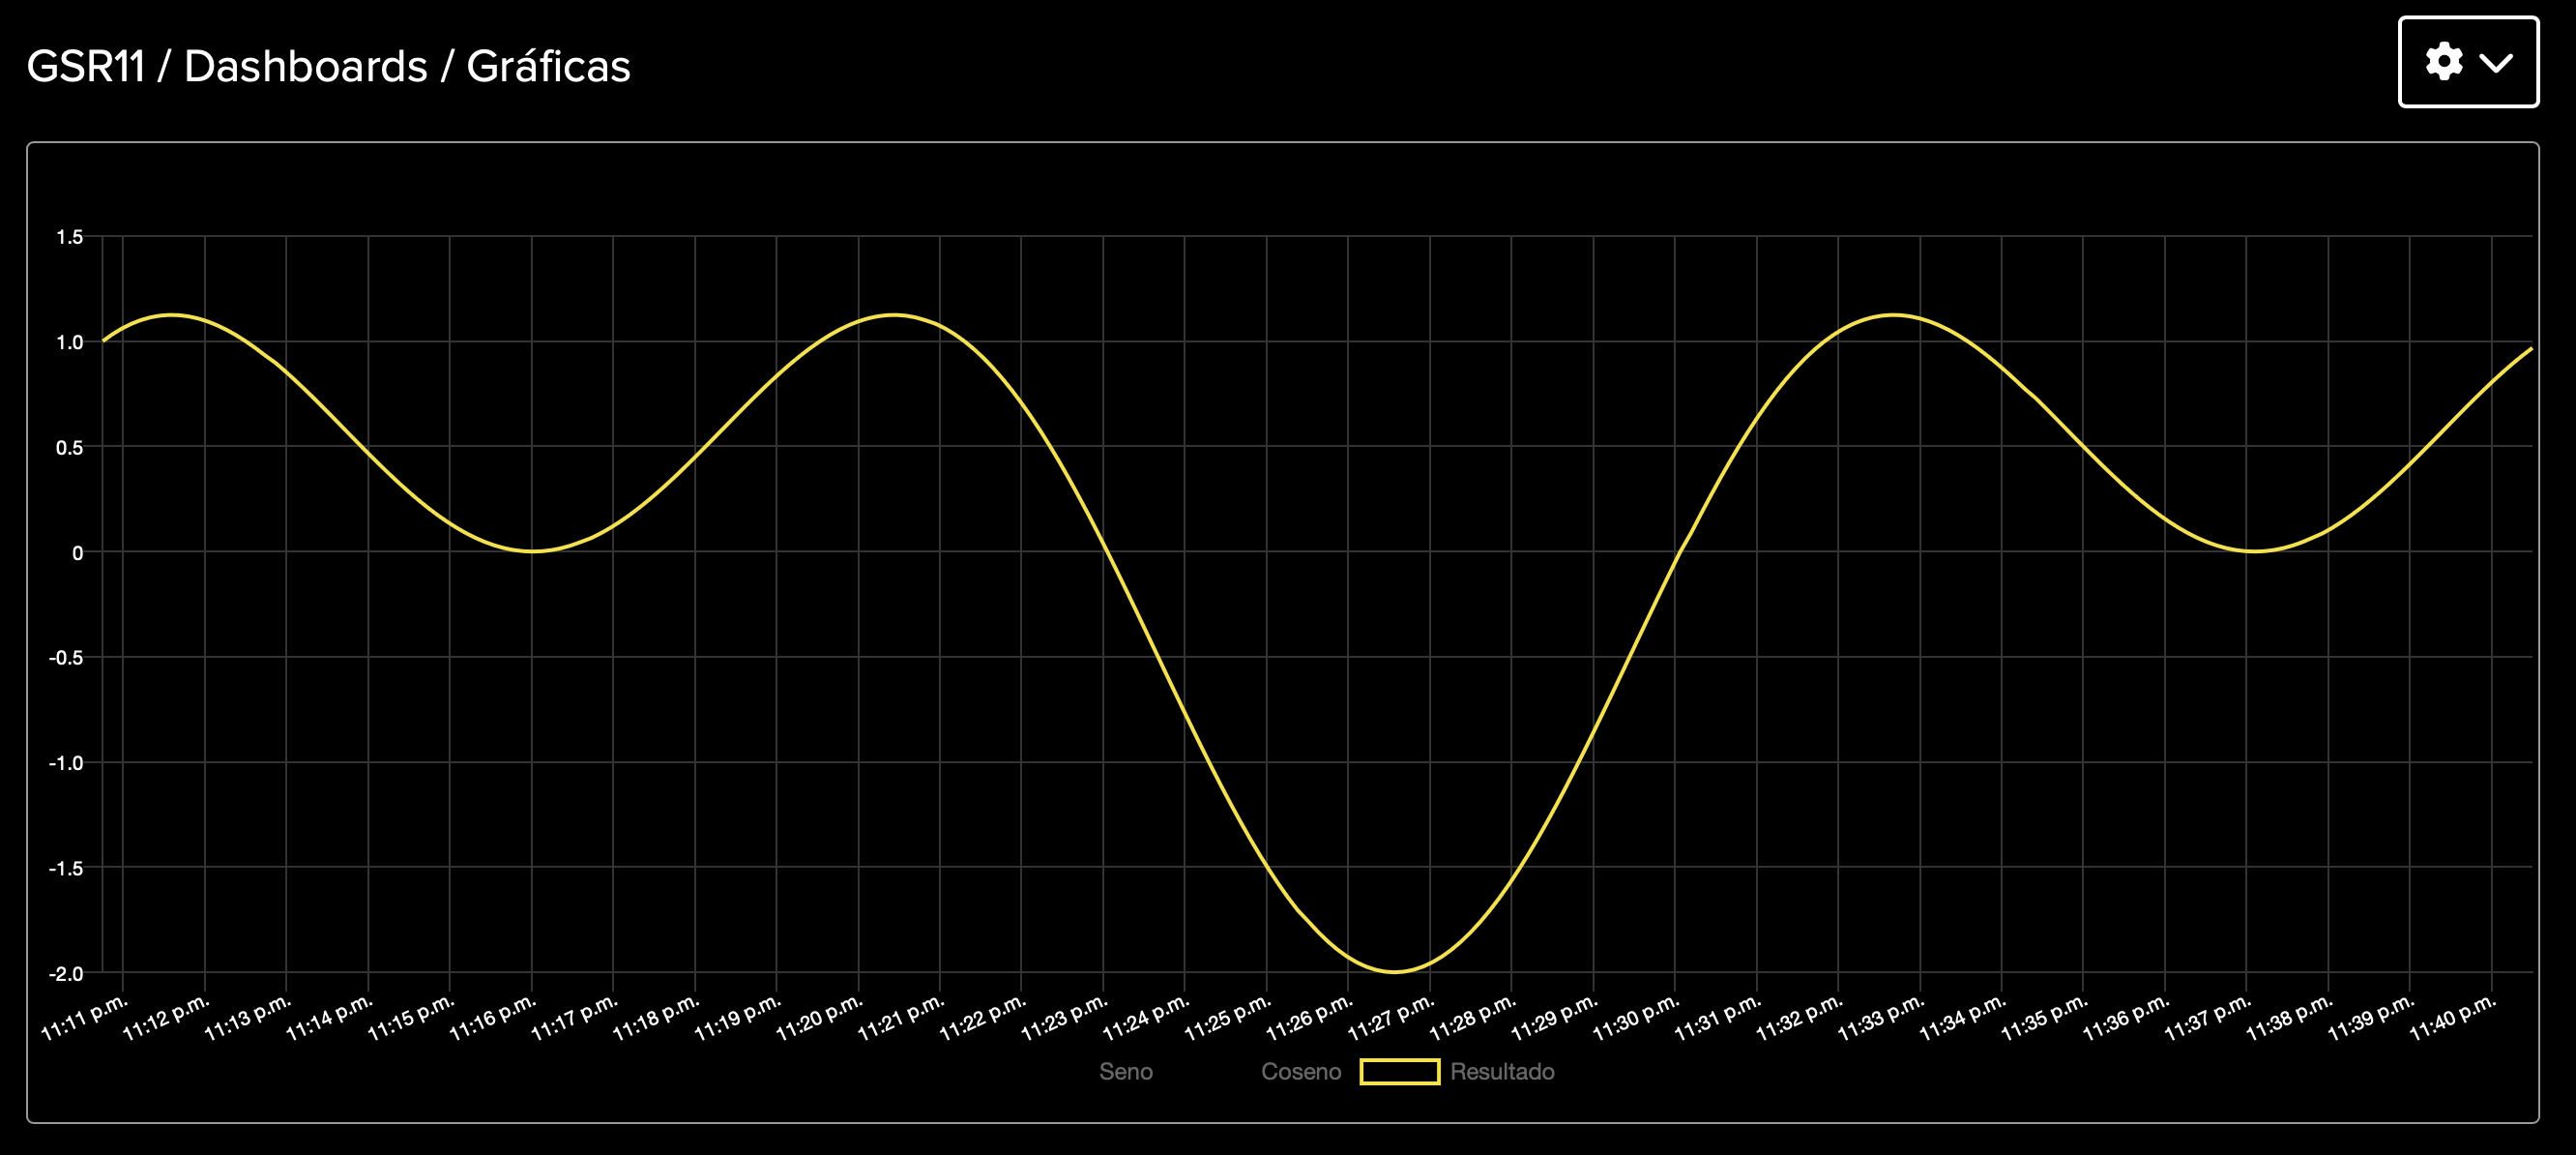 GSR11 / Dashboards / Gráficas
1.5
1.0
0.5
0
-0.5
-1.0
-1.5
-2.0
11:11 p.m. 11:12 p.m. 11:13 p.m. 11:14 p.m. 11:15 p.m. 11:16 p.m. 11:17 p.m. 11:18 p.m. 11:19 p.m. 11:20 p.m. 11:21 p.m. 11:22 p.m. 11:23 p.m. 11:24 p.m. 11:25 p.m. 11:26 p.m. 11:27 p.m. 11:28 p.m. 11:29 p.m. 11:30 p.m. 11:31 p.m. 11:32 p.m. 11:33 p.m. 11:34 p.m. 11:35 p.m. 11:36 p.m. 11:37 p.m. 11:38 p.m. 11:39 p.m. 11:40 p.m.
Seno Coseno Resultado